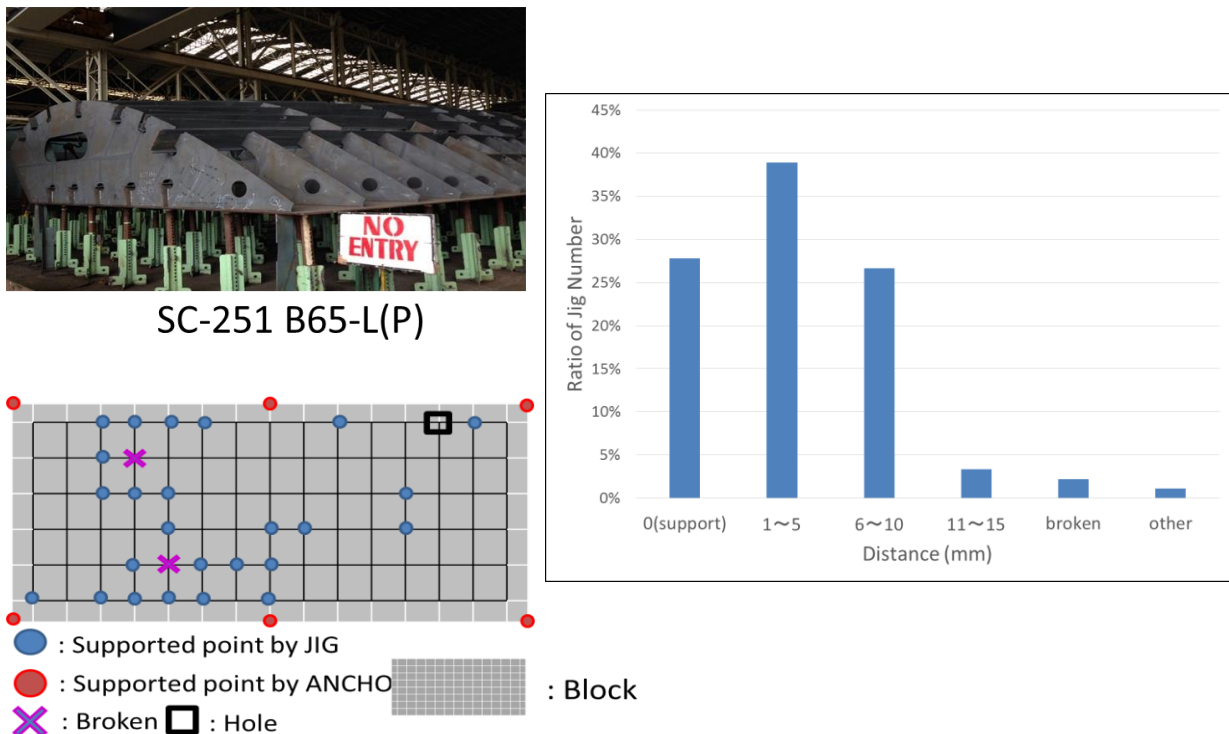 NO
ENTRY
SC-251 B65-L(P)
: Supported point by JIG
: Supported point by ANCHO
: Broken : Hole
: Block
45%
40%
35%
30%
25%
20%
15%
10%
5%
0%
Ratio of Jig Number
0(support) 1～5 6～10 11～15 broken other
Distance (mm)